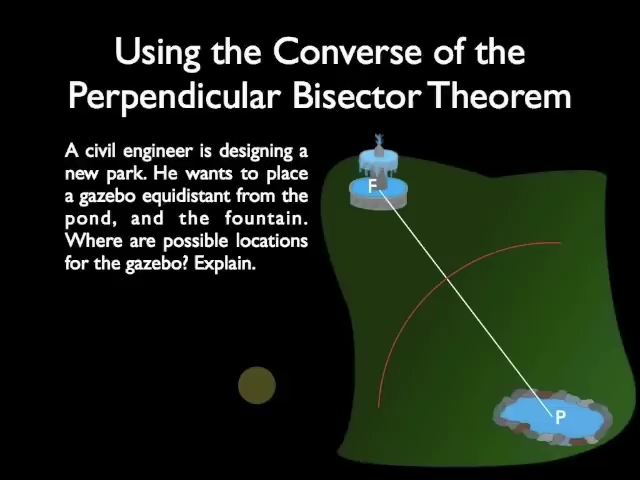 Using the Converse of the
Perpendicular Bisector Theorem
A civil engineer is designing a
new park. He wants to place
a gazebo equidistant from the
pond, and the fountain.
Where are possible locations
for the gazebo? Explain.
F
P